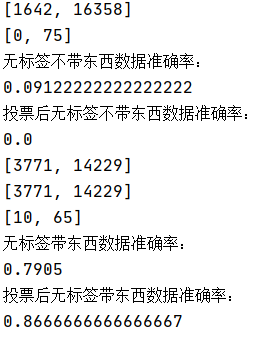 [1642, 16358]
[0, 75]
无标签不带东西数据准确率:
0.09122222222222222
投票后无标签不带东西数据准确率:
0.0
[3771, 14229]
[3771, 14229]
[10, 65]
无标签带东西数据准确率:
0.7905
投票后无标签带东西数据准确率:
0.8666666666666667